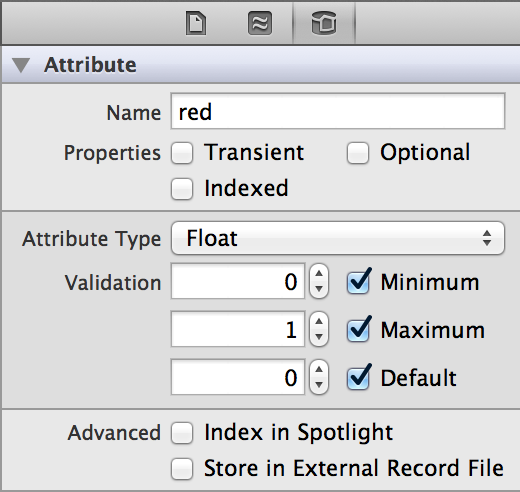 Attribute
Name red
Properties Transient Optional
Indexed
Attribute Type Float
Validation 0 Minimum
1 Maximum
0 Default
Advanced Index in Spotlight
Store in External Record File